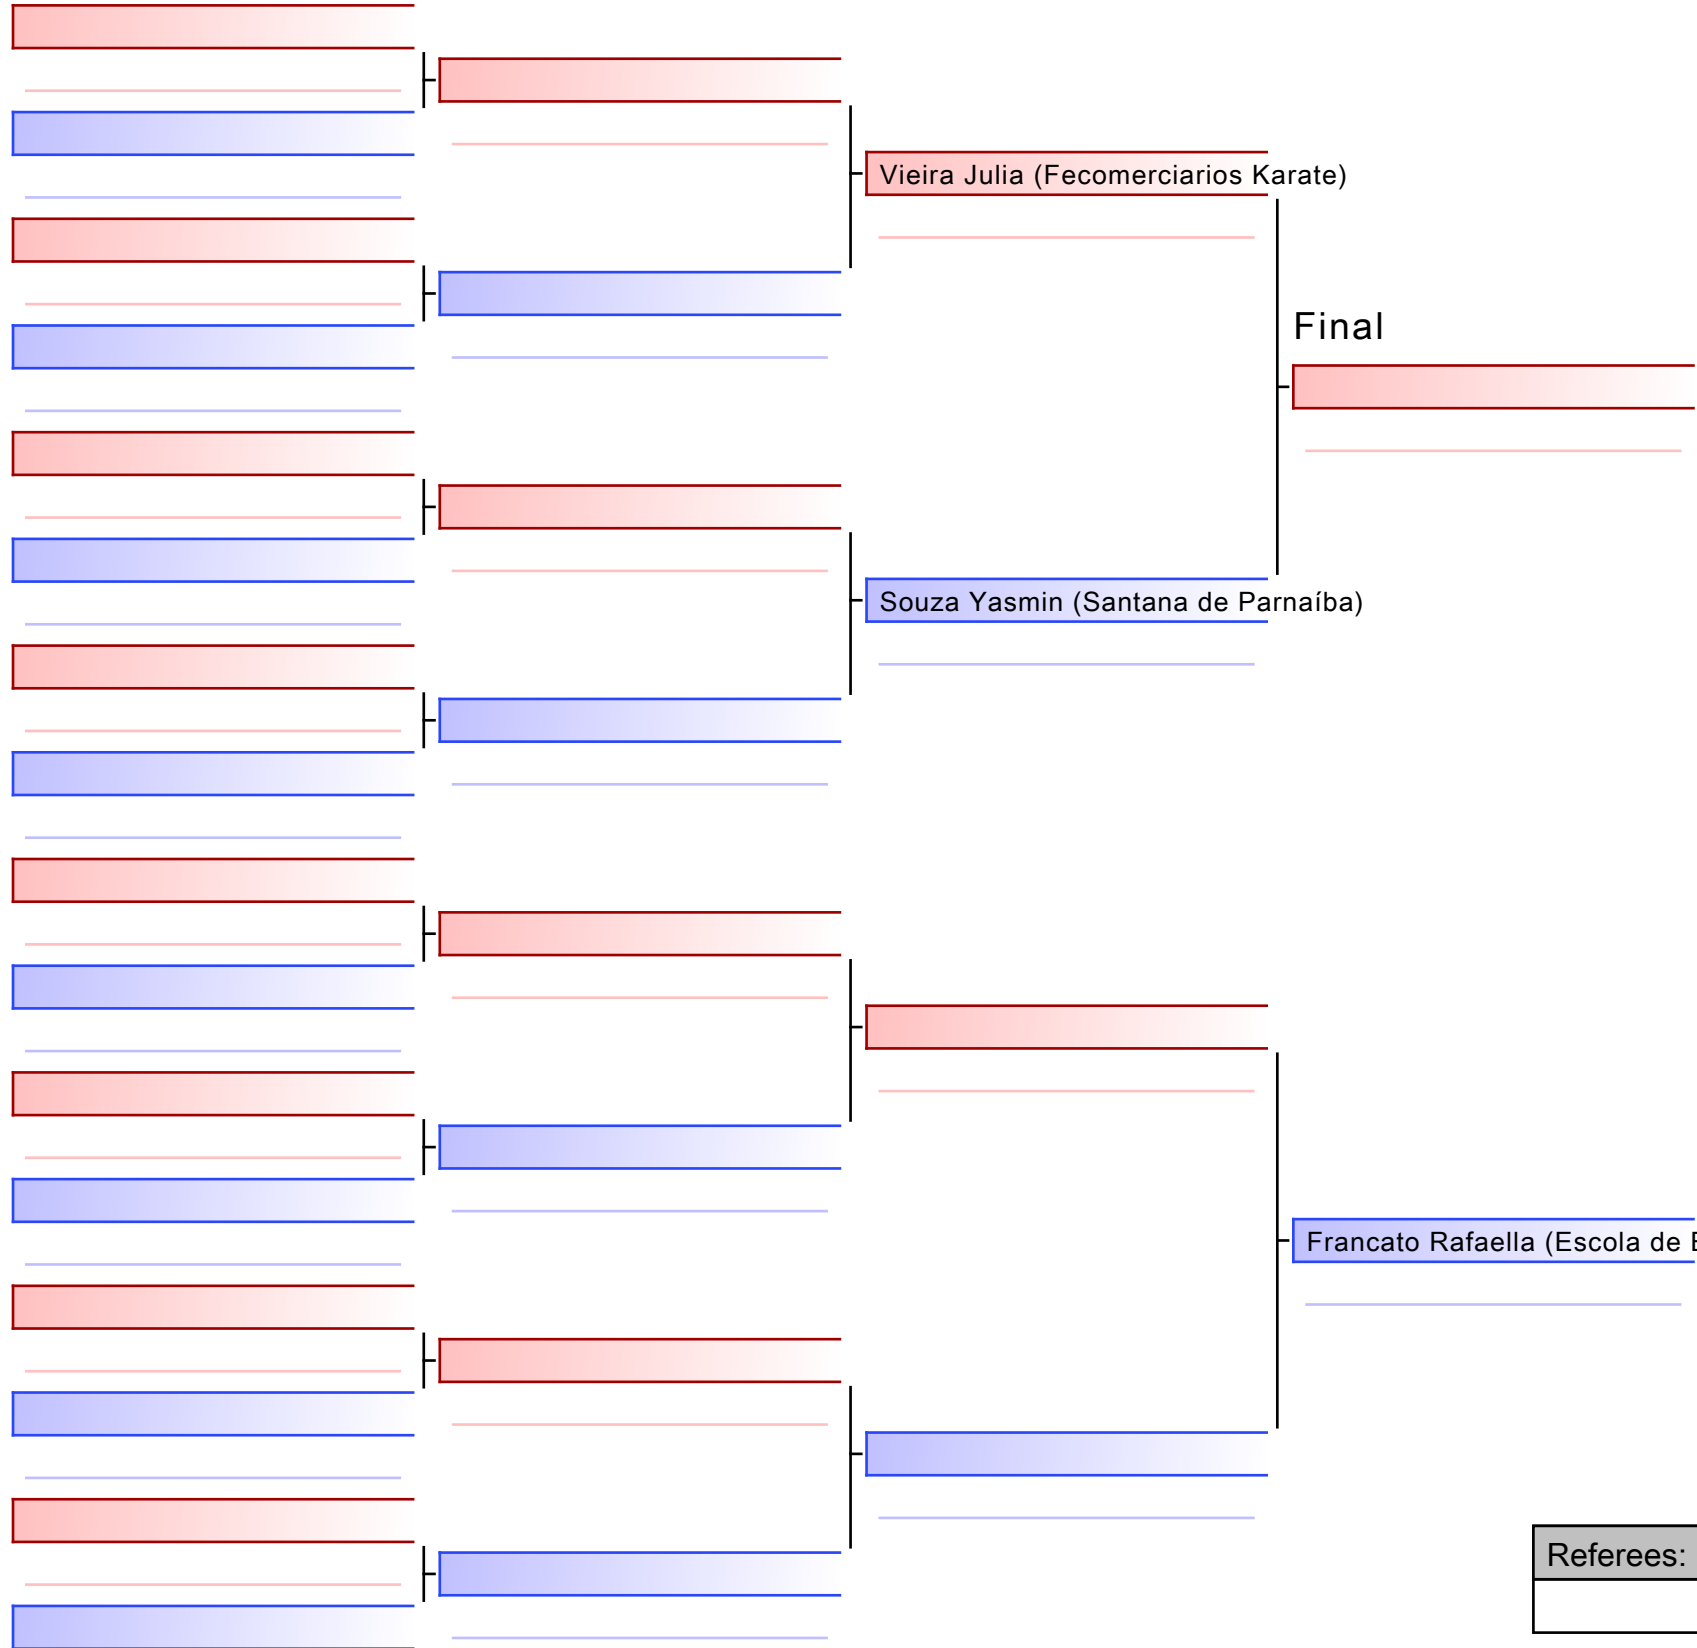 Vieira Julia (Fecomerciarios Karate)
Final
Souza Yasmin (Santana de Parnaíba)
Francato Rafaella (Escola de
Referees: